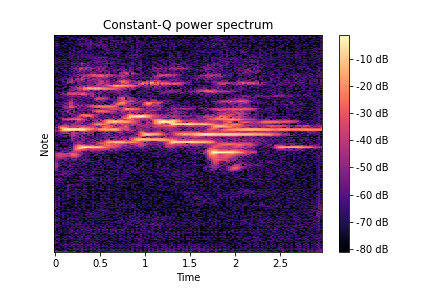 Constant-Q power spectrum
Note
-10 dB
-20 dB
-30 dB
-40 dB
-50 dB
-60 dB
-70 dB
-80 dB
0 0.5 1 1.5 2 2.5
Time